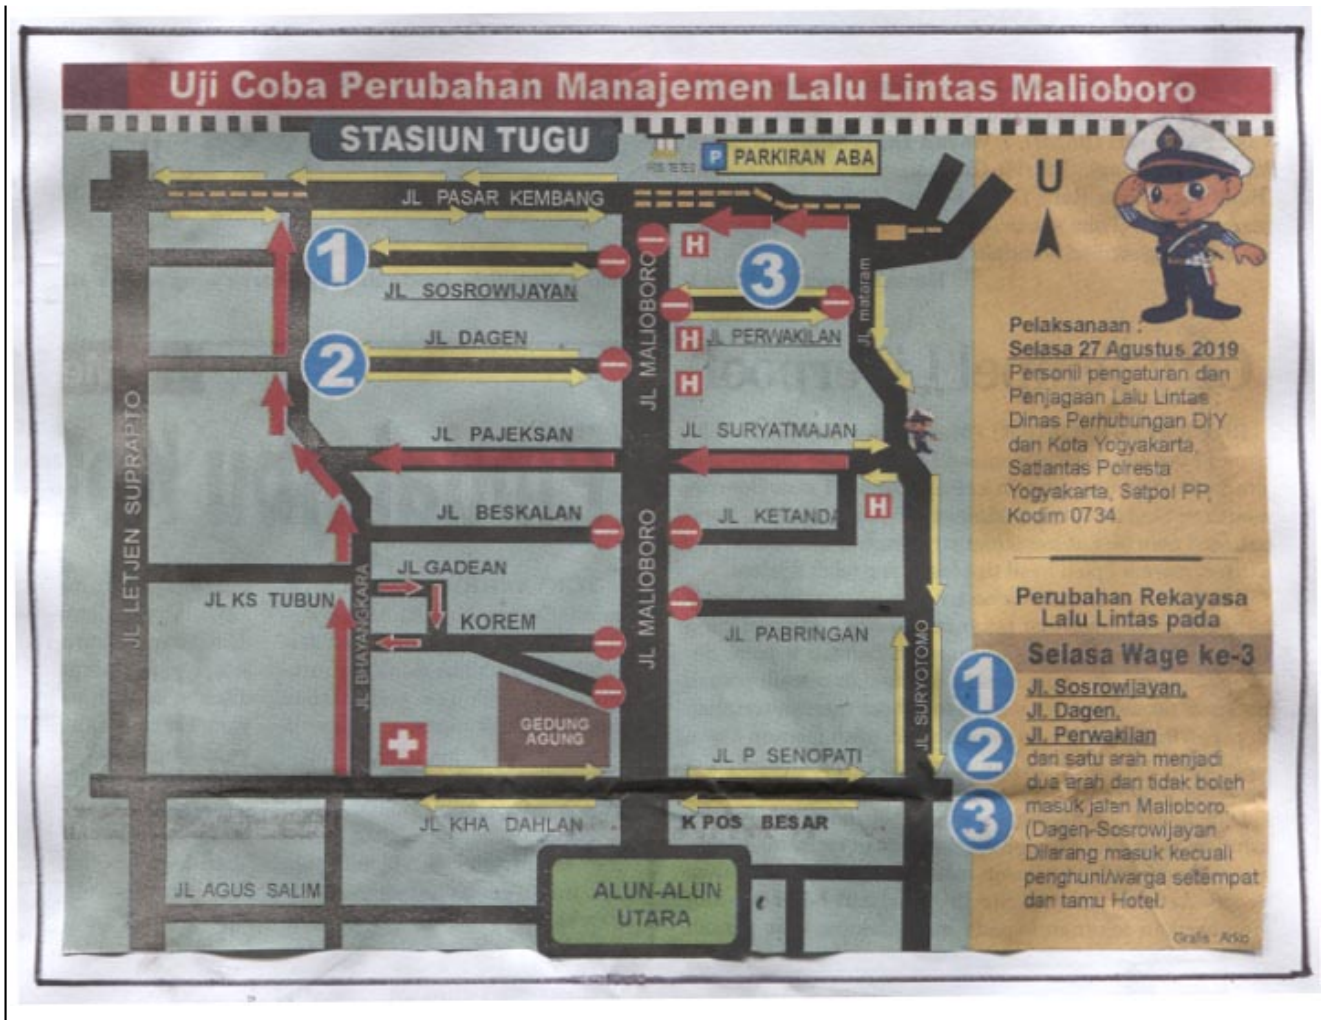 Uji Coba Perubahan Manajemen Lalu Lintas Malioboro
STASIUN TUGU
P PARKIRAN ABA
JL PASAR KEMBANG
U
1
JL SOSROWIJAYAN
JL MALIOBORO
H
3
JL mataram
JL PERWAKILAN
H
H
JL DAGEN
2
JL PAJEKSAN
JL SURYATMAJAN
JL LETJEN SUPRAPTO
JL BESKALAN
JL MALIOBORO
JL KETANDA
H
JL GADEAN
JL KS TUBUN
JL BHAYANGKARA
KOREM
JL PABRINGAN
JL SURYOTOMO
GEDUNG
AGUNG
JL P SENOPATI
JL KHA DAHLAN
K POS BESAR
JL AGUS SALIM
ALUN-ALUN
UTARA
Pelaksanaan :
Selasa 27 Agustus 2019
Personil pengaturan dan
Penjagaan Lalu Lintas :
Dinas Perhubungan DIY
dan Kota Yogyakarta,
Satlantas Polresta
Yogyakarta, Satpol PP,
Kodim 0734.
Perubahan Rekayasa
Lalu Lintas pada
Selasa Wage ke-3
1 Jl. Sosrowijayan,
Jl. Dagen,
2 Jl. Perwakilan
dari satu arah menjadi
dua arah dan tidak boleh
3 masuk jalan Malioboro.
(Dagen-Sosrowijayan
Dilarang masuk kecuali
penghuni/warga setempat
dan tamu Hotel.
Grafis : Arko